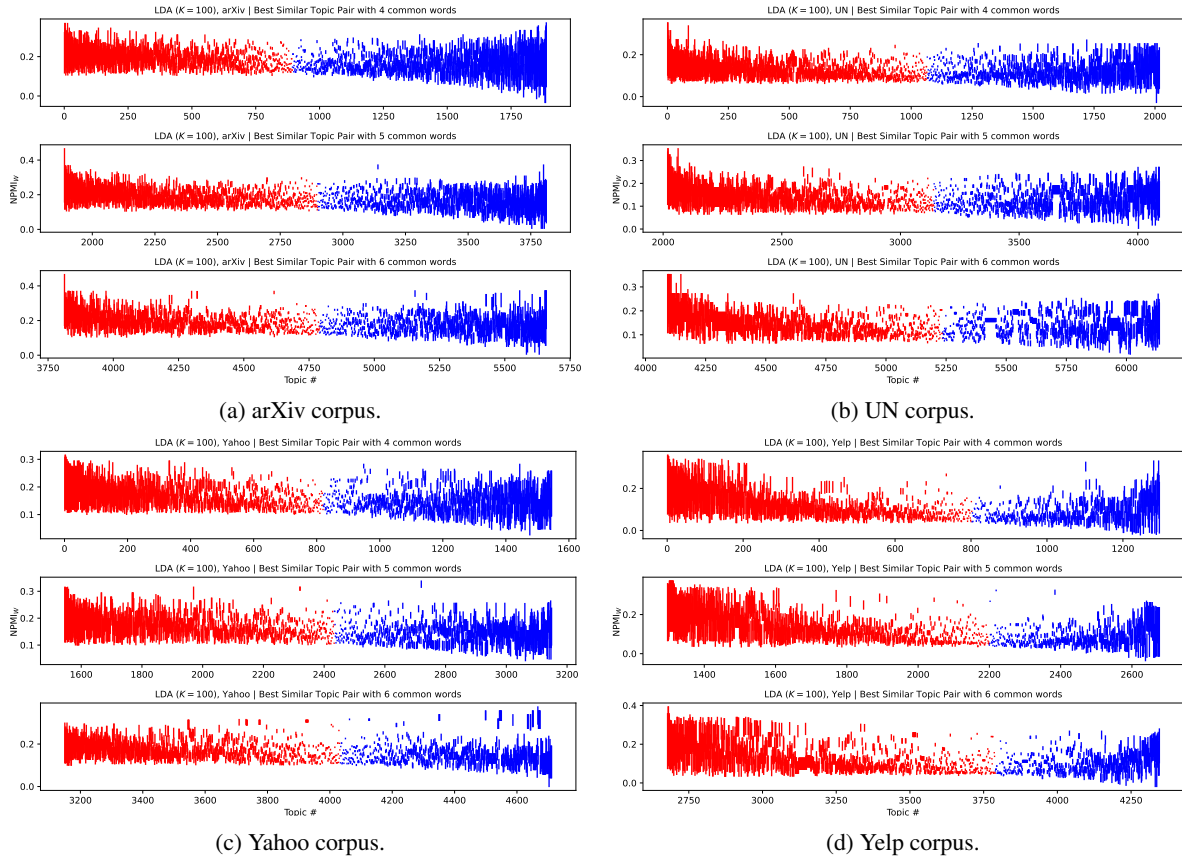 LDA (K = 100), arXiv | Best Similar Topic Pair with 4 common words
0.2
0.0
0 250 500 750 1000 1250 1500 1750
LDA (K = 100), arXiv | Best Similar Topic Pair with 5 common words
NPMI_W
0.4
0.2
0.0
2000 2250 2500 2750 3000 3250 3500 3750
LDA (K = 100), arXiv | Best Similar Topic Pair with 6 common words
0.4
0.2
0.0
3750 4000 4250 4500 4750 5000 5250 5500 5750
Topic #
(a) arXiv corpus.
LDA (K = 100), UN | Best Similar Topic Pair with 4 common words
0.2
0.0
0 250 500 750 1000 1250 1500 1750 2000
LDA (K = 100), UN | Best Similar Topic Pair with 5 common words
NPMI_W
0.3
0.2
0.1
0.0
2000 2500 3000 3500 4000
LDA (K = 100), UN | Best Similar Topic Pair with 6 common words
0.3
0.2
0.1
4000 4250 4500 4750 5000 5250 5500 5750 6000
Topic #
(b) UN corpus.
LDA (K = 100), Yahoo | Best Similar Topic Pair with 4 common words
0.3
0.2
0.1
0 200 400 600 800 1000 1200 1400 1600
LDA (K = 100), Yahoo | Best Similar Topic Pair with 5 common words
NPMI_W
0.3
0.2
0.1
1600 1800 2000 2200 2400 2600 2800 3000 3200
LDA (K = 100), Yahoo | Best Similar Topic Pair with 6 common words
0.2
0.0
3200 3400 3600 3800 4000 4200 4400 4600
Topic #
(c) Yahoo corpus.
LDA (K = 100), Yelp | Best Similar Topic Pair with 4 common words
0.2
0.0
0 200 400 600 800 1000 1200
LDA (K = 100), Yelp | Best Similar Topic Pair with 5 common words
NPMI_W
0.2
0.0
1400 1600 1800 2000 2200 2400 2600
LDA (K = 100), Yelp | Best Similar Topic Pair with 6 common words
0.4
0.2
0.0
2750 3000 3250 3500 3750 4000 4250
Topic #
(d) Yelp corpus.